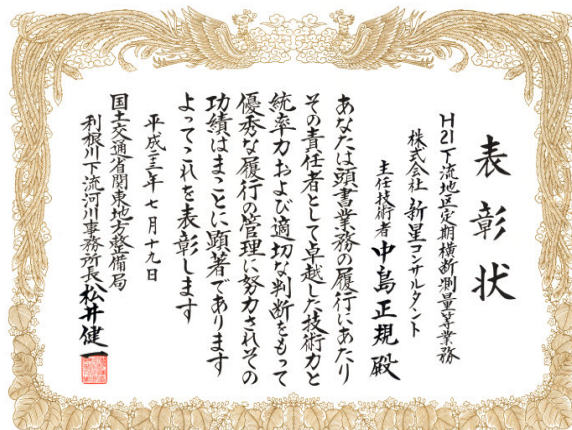 表彰状
H21下流地区定期横断測量等業務
株式会社 新星コンサルタント
主任技術者 中島正規 殿
あなたは頭書業務の履行にあたり
その責任者として卓越した技術力と
統率力および適切な判断をもって
優秀な履行の管理に努力されその
功績はまことに顕著であります
よってこれを表彰します
平成二二年七月十九日
国土交通省関東地方整備局
利根川下流河川事務所長 松井健一